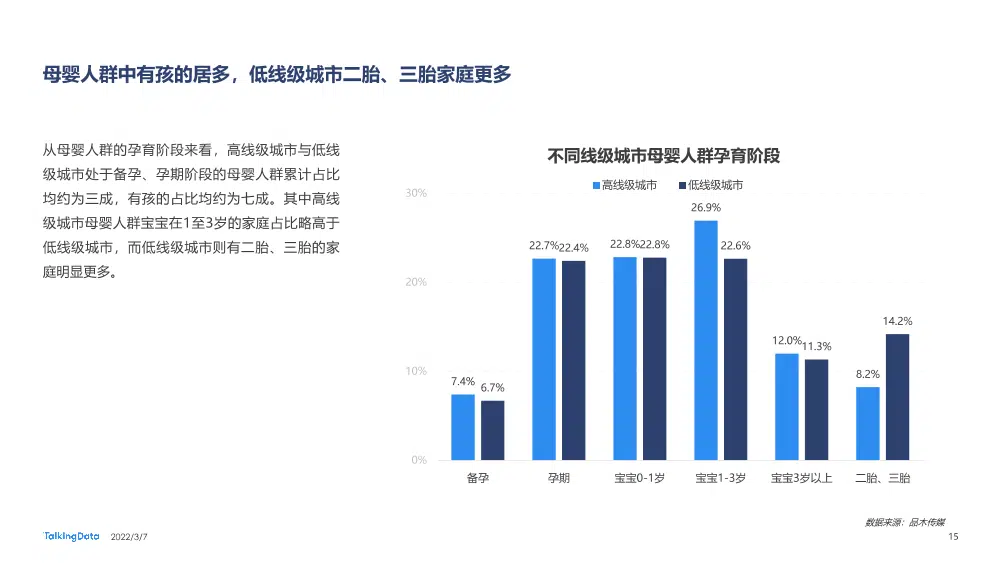 母婴人群中有孩的居多，低线级城市二胎、三胎家庭更多
从母婴人群的孕育阶段来看，高线级城市与低线
级城市处于备孕、孕期阶段的母婴人群累计占比
均约为三成，有孩的占比均约为七成。其中高线
级城市母婴人群宝宝在1至3岁的家庭占比略高于
低线级城市，而低线级城市则有二胎、三胎的家
庭明显更多。
不同线级城市母婴人群孕育阶段
高线级城市 低线级城市
30%
20%
10%
0%
7.4% 6.7%
22.7% 22.4%
22.8% 22.8%
26.9% 22.6%
12.0% 11.3%
8.2% 14.2%
备孕 孕期 宝宝0-1岁 宝宝1-3岁 宝宝3岁以上 二胎、三胎
数据来源：品木传媒
TalkingData 2022/3/7
15